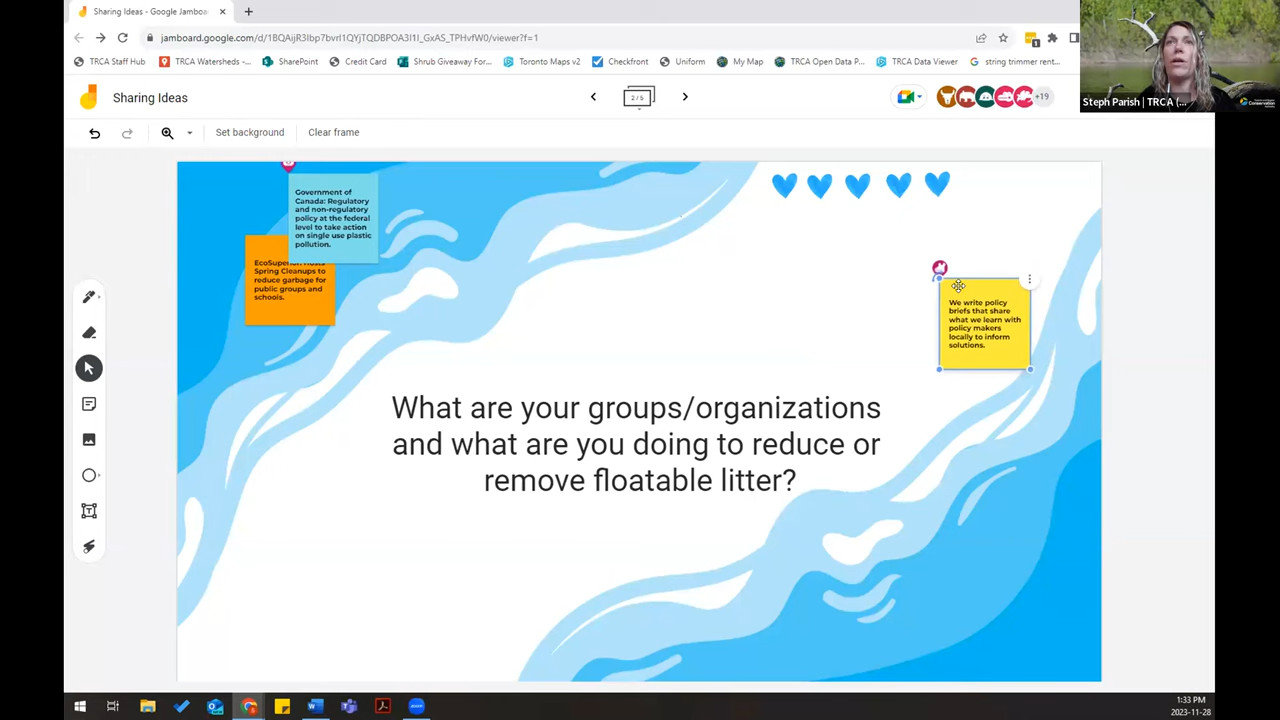 Sharing Ideas - Google Jamboa
jamboard.google.com/d/1BQAijR3Ibp7bvrl1QYjTQDBPOA3I1I_GxAS_TPHvfW0/viewer?f=1
TRCA Staff Hub
TRCA Watersheds -...
SharePoint
Credit Card
Shrub Giveaway For...
Toronto Maps v2
Checkfront
Uniform
My Map
TRCA Open Data P...
TRCA Data Viewer
string trimmer rent...
Steph Parish | TRCA (...
Sharing Ideas
2 / 5
+19
Set background
Clear frame
Government of
Canada: Regulatory
and non-regulatory
policy at the federal
level to take action
on single use plastic
pollution.
Spring Cleanups to
reduce garbage for
public groups and
schools.
We write policy
briefs that share
what we learn with
policy makers
locally to inform
solutions.
What are your groups/organizations
and what are you doing to reduce or
remove floatable litter?
1:33 PM
2023-11-28